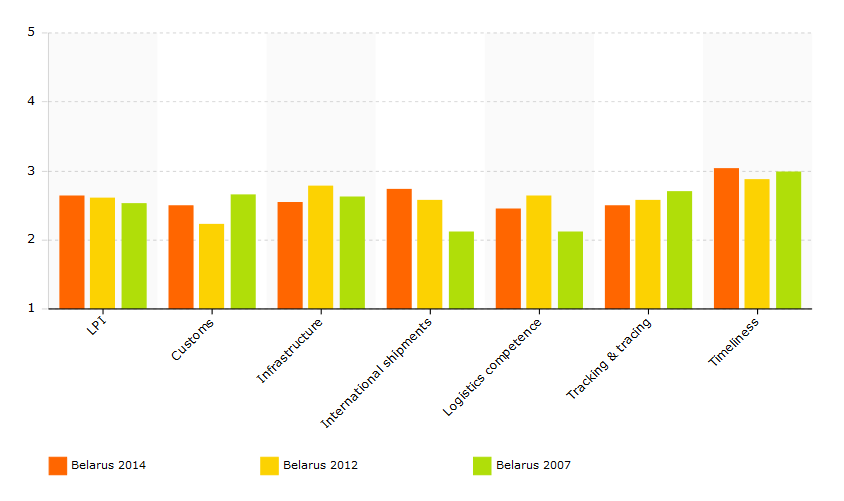 5
4
3
2
1
LPI
Customs
Infrastructure
International shipments
Logistics competence
Tracking & tracing
Timeliness
Belarus 2014
Belarus 2012
Belarus 2007